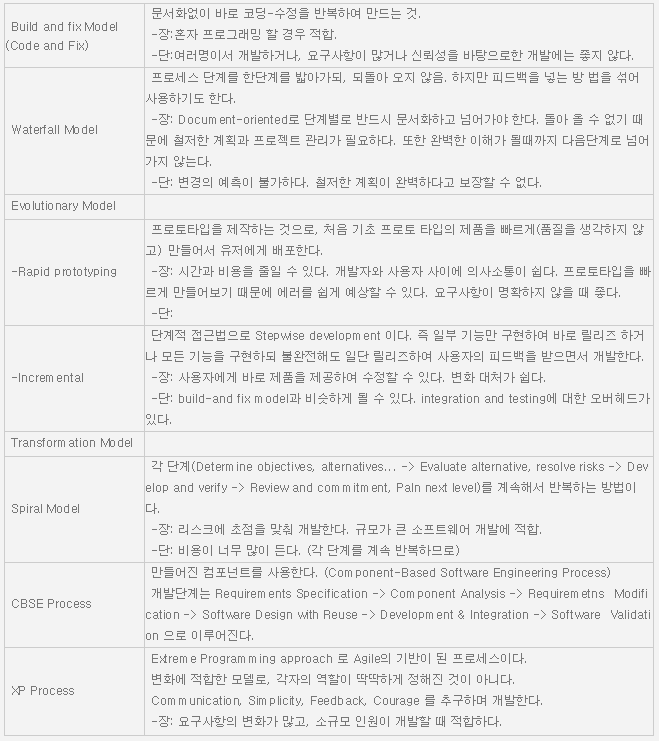 Build and fix Model
(Code and Fix)
문서화없이 바로 코딩-수정을 반복하여 만드는 것.
-장:혼자 프로그래밍 할 경우 적합.
-단:여러명이서 개발하거나, 요구사항이 많거나 신뢰성을 바탕으로한 개발에는 좋지 않다.
Waterfall Model
프로세스 단계를 한단계를 밟아가되, 되돌아 오지 않음. 하지만 피드백을 넣는 방 법을 섞어
사용하기도 한다.
-장: Document-oriented로 단계별로 반드시 문서화하고 넘어가야 한다. 돌아 올 수 없기 때
문에 철저한 계획과 프로젝트 관리가 필요하다. 또한 완벽한 이해가 될때까지 다음단계로 넘어
가지 않는다.
-단: 변경의 예측이 불가하다. 철저한 계획이 완벽하다고 보장할 수 없다.
Evolutionary Model
-Rapid prototyping
프로토타입을 제작하는 것으로, 처음 기초 프로토 타입의 제품을 빠르게(품질을 생각하지 않
고) 만들어서 유저에게 배포한다.
-장: 시간과 비용을 줄일 수 있다. 개발자와 사용자 사이에 의사소통이 쉽다. 프로토타입을 빠
르게 만들어보기 때문에 에러를 쉽게 예상할 수 있다. 요구사항이 명확하지 않을 때 좋다.
-단:
-Incremental
단계적 접근법으로 Stepwise development 이다. 즉 일부 기능만 구현하여 바로 릴리즈 하거
나 모든 기능을 구현하되 불완전해도 일단 릴리즈하여 사용자의 피드백을 받으면서 개발한다.
-장: 사용자에게 바로 제품을 제공하여 수정할 수 있다. 변화 대처가 쉽다.
-단: build-and fix model과 비슷하게 될 수 있다. integration and testing에 대한 오버헤드가
있다.
Transformation Model
Spiral Model
각 단계(Determine objectives, alternatives... -> Evaluate alternative, resolve risks -> Dev
elop and verify -> Review and commitment, Paln next level)를 계속해서 반복하는 방법이
다.
-장: 리스크에 초점을 맞춰 개발한다. 규모가 큰 소프트웨어 개발에 적합.
-단: 비용이 너무 많이 든다. (각 단계를 계속 반복하므로)
CBSE Process
만들어진 컴포넌트를 사용한다. (Component-Based Software Engineering Process)
개발단계는 Requirements Specification -> Component Analysis -> Requiremetns Modifi
cation -> Software Design with Reuse -> Development & Integration -> Software Validati
on 으로 이루어진다.
XP Process
Extreme Programming approach 로 Agile의 기반이 된 프로세스이다.
변화에 적합한 모델로, 각자의 역할이 딱딱하게 정해진 것이 아니다.
Communication, Simplicity, Feedback, Courage 를 추구하며 개발한다.
-장: 요구사항의 변화가 많고, 소규모 인원이 개발할 때 적합하다.